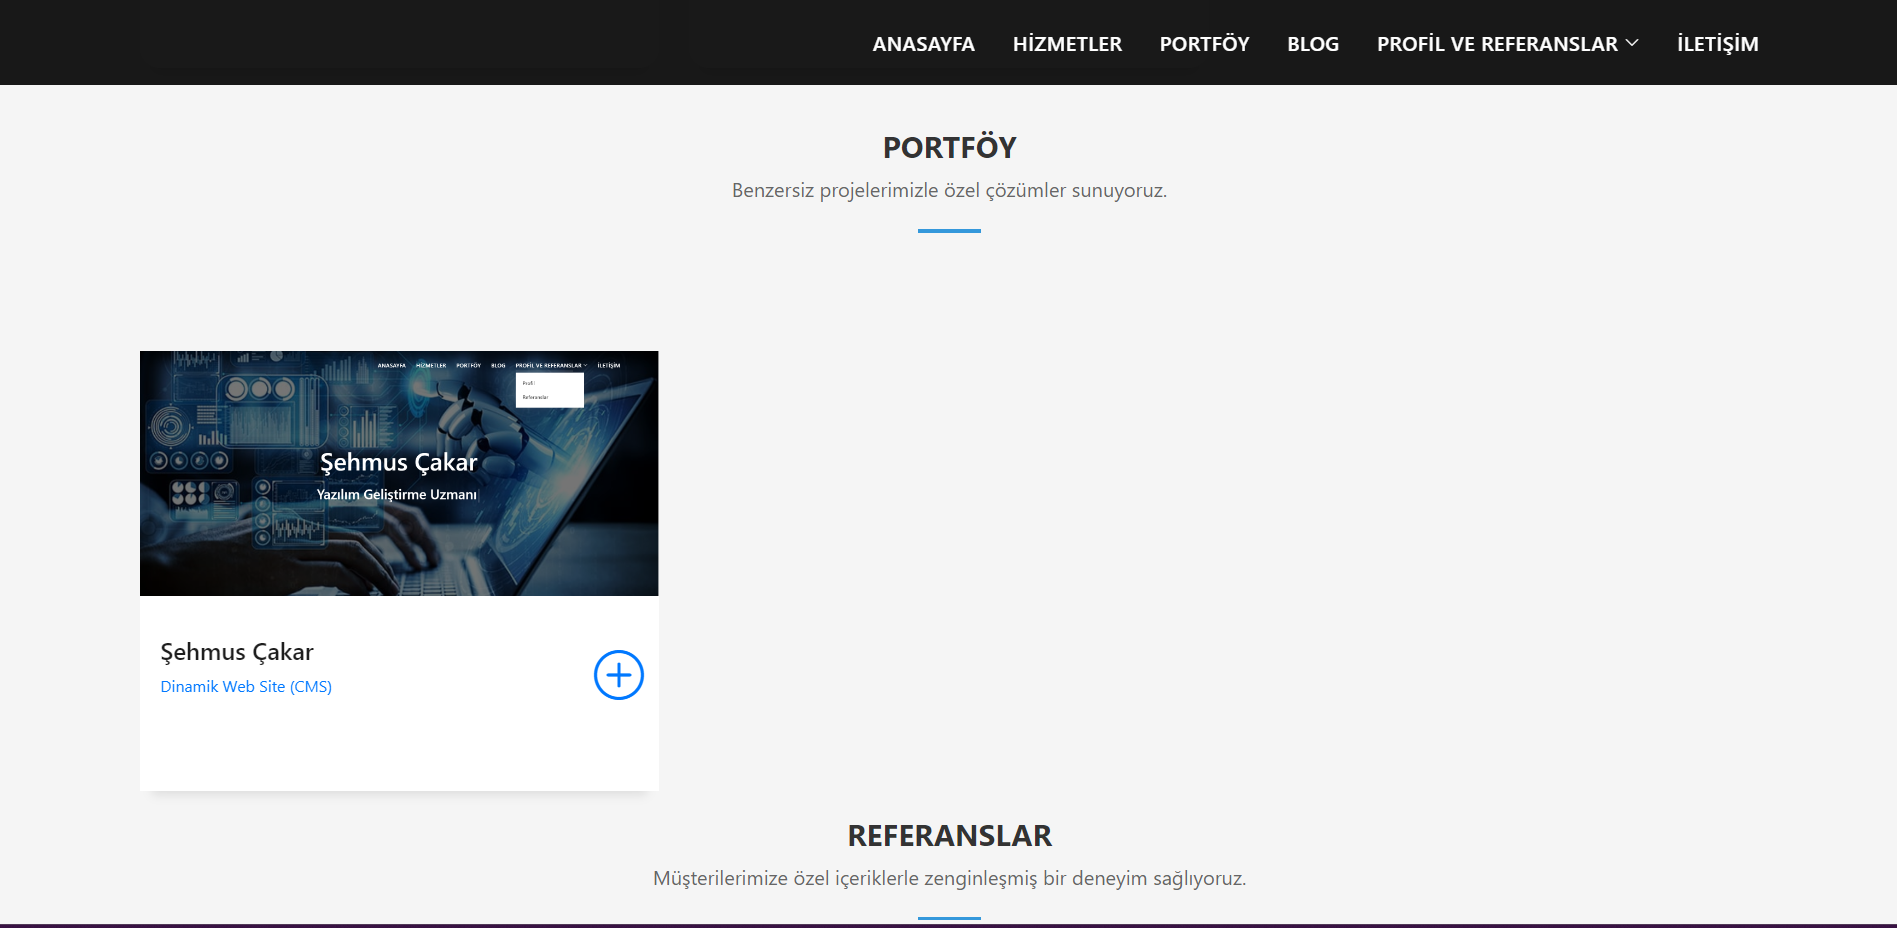 ANASAYFA HİZMETLER PORTFÖY BLOG PROFİL VE REFERANSLAR İLETİŞİM
PORTFÖY
Benzersiz projelerimizle özel çözümler sunuyoruz.
ANASAYFA HİZMETLER PORTFÖY BLOG PROFİL VE REFERANSLAR İLETİŞİM
Profil
Referanslar
Şehmus Çakar
Yazılım Geliştirme Uzmanı
Şehmus Çakar
Dinamik Web Site (CMS)
REFERANSLAR
Müşterilerimize özel içeriklerle zenginleşmiş bir deneyim sağlıyoruz.